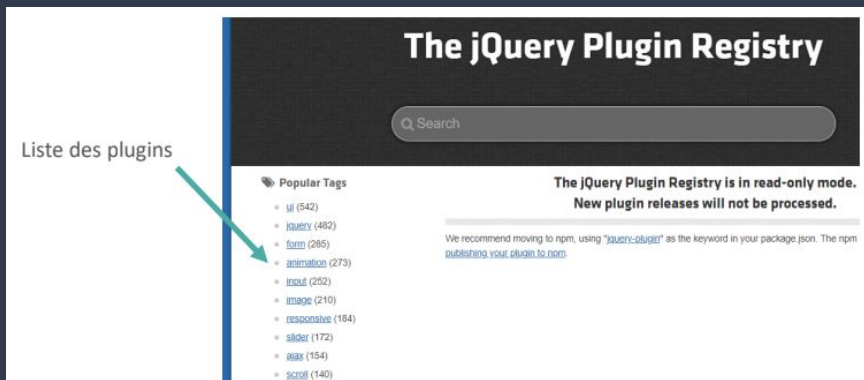 The jQuery Plugin Registry
Search
Liste des plugins
Popular Tags
ui (542)
jquery (482)
form (285)
animation (273)
input (252)
image (210)
responsive (184)
slider (172)
ajax (154)
scroll (140)
The jQuery Plugin Registry is in read-only mode.
New plugin releases will not be processed.
We recommend moving to npm, using "jquery-plugin" as the keyword in your package.json. The npm
publishing your plugin to npm.